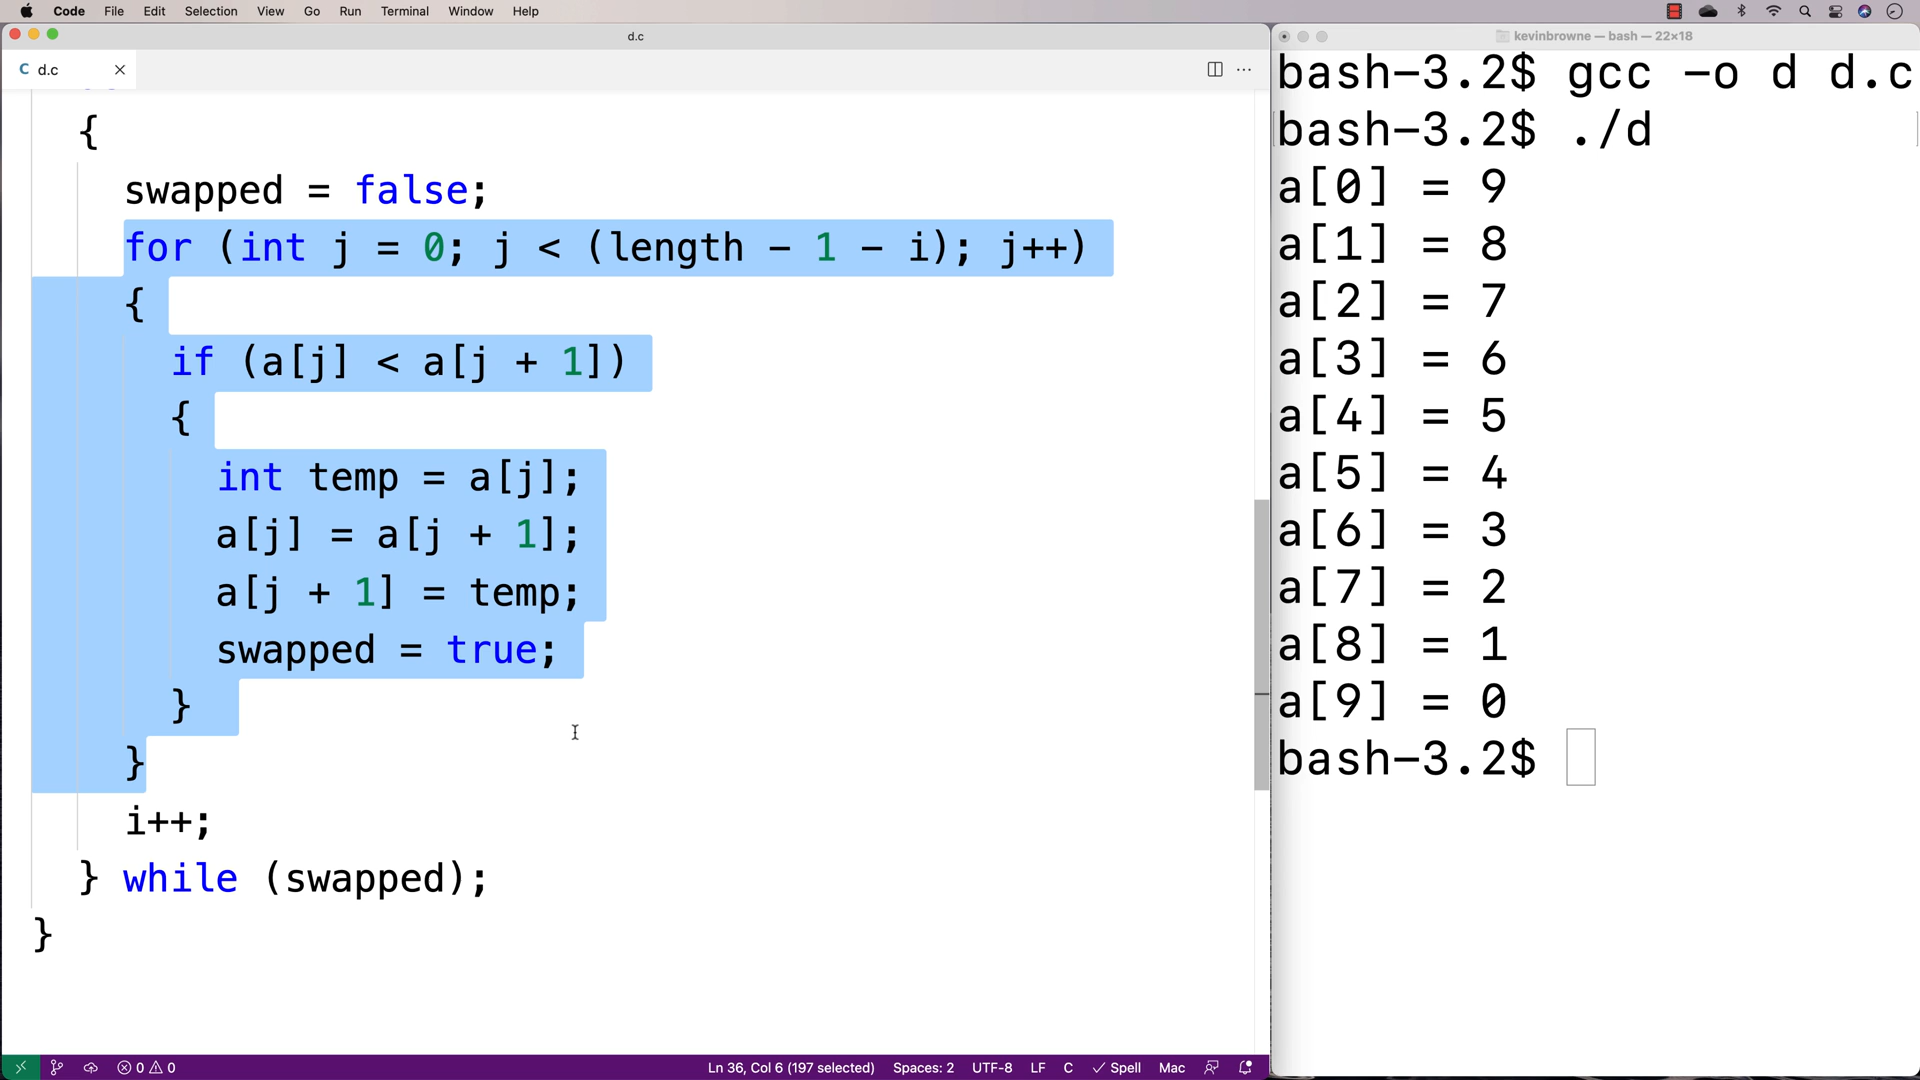 Code File Edit Selection View Go Run Terminal Window Help
d.c
C d.c
{
swapped = false;
for (int j = 0; j < (length - 1 - i); j++)
{
if (a[j] < a[j + 1])
{
int temp = a[j];
a[j] = a[j + 1];
a[j + 1] = temp;
swapped = true;
}
}
i++;
} while (swapped);
}
0 0 Ln 36, Col 6 (197 selected) Spaces: 2 UTF-8 LF C Spell Mac
kevinbrowne — bash — 22×18
bash-3.2$ gcc -o d d.c
bash-3.2$ ./d
a[0] = 9
a[1] = 8
a[2] = 7
a[3] = 6
a[4] = 5
a[5] = 4
a[6] = 3
a[7] = 2
a[8] = 1
a[9] = 0
bash-3.2$